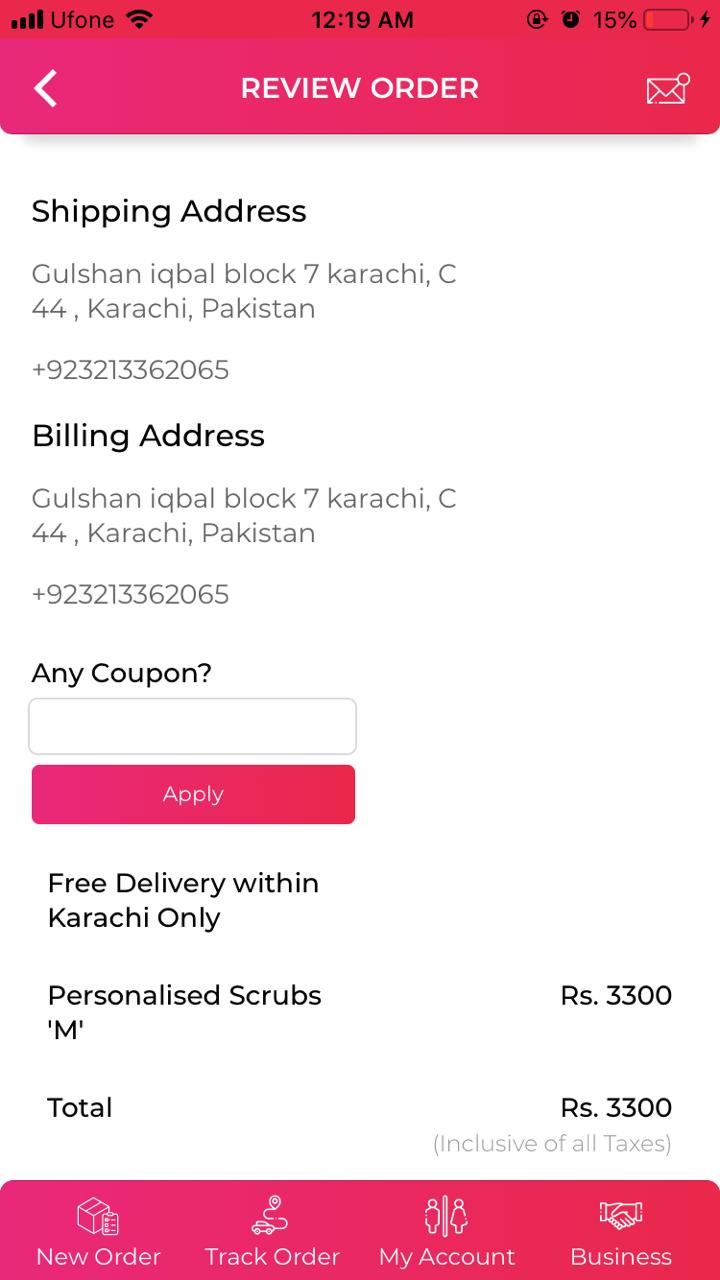 Ufone 12:19 AM 15%
REVIEW ORDER
Shipping Address
Gulshan iqbal block 7 karachi, C
44 , Karachi, Pakistan
+923213362065
Billing Address
Gulshan iqbal block 7 karachi, C
44 , Karachi, Pakistan
+923213362065
Any Coupon?
Apply
Free Delivery within
Karachi Only
Personalised Scrubs Rs. 3300
'M'
Total Rs. 3300
(Inclusive of all Taxes)
New Order Track Order My Account Business